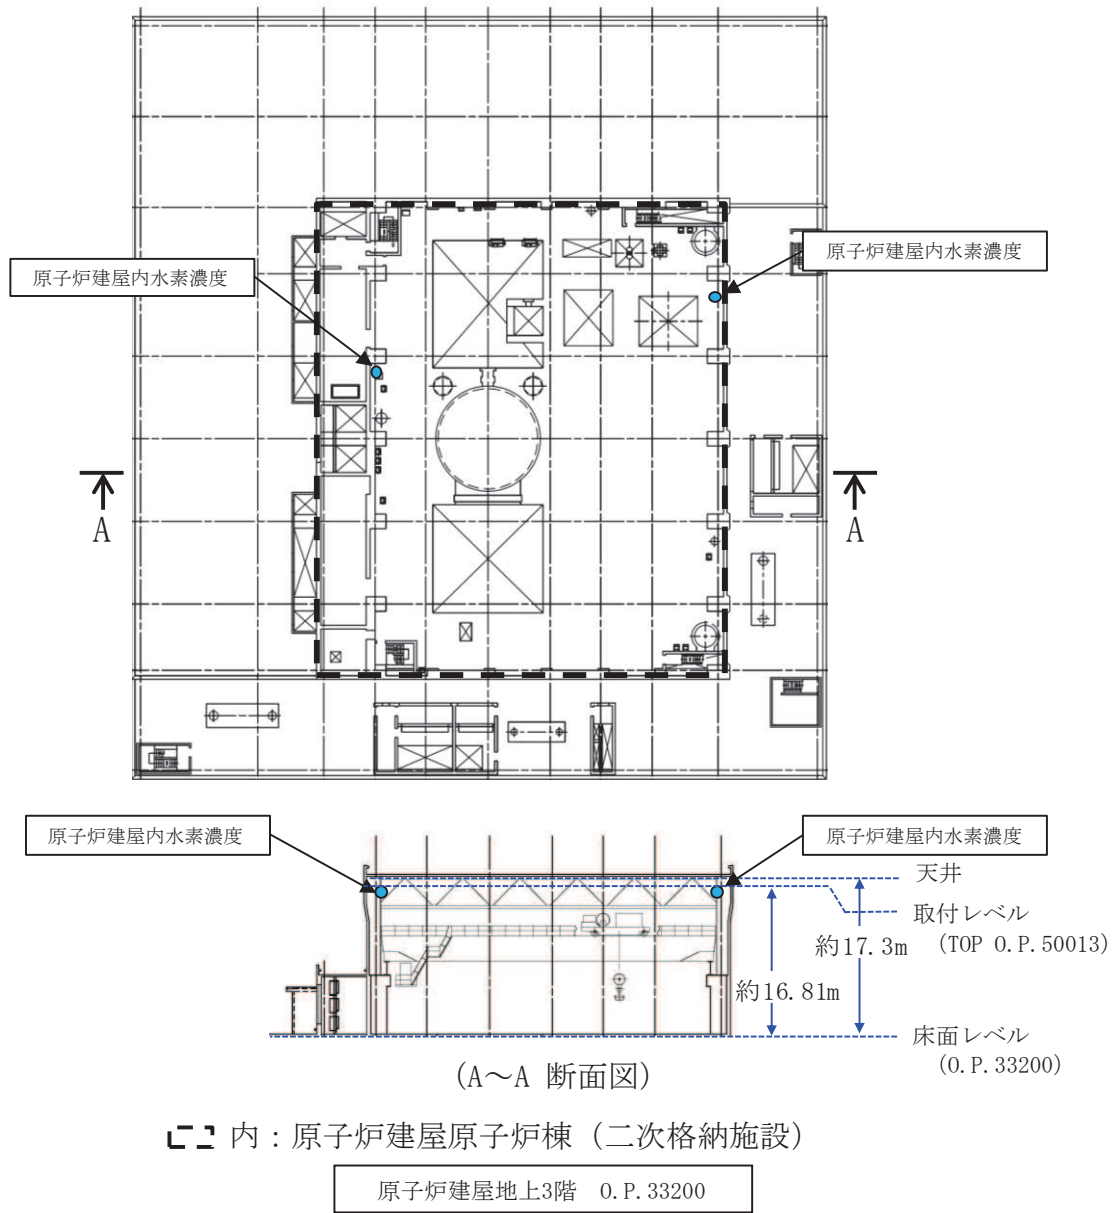 原子炉建屋内水素濃度
原子炉建屋内水素濃度
A
A
原子炉建屋内水素濃度
原子炉建屋内水素濃度
天井
取付レベル
(TOP O.P.50013)
約17.3m
約16.81m
床面レベル
(O.P.33200)
(A～A 断面図)
内：原子炉建屋原子炉棟（二次格納施設）
原子炉建屋地上3階 O.P.33200